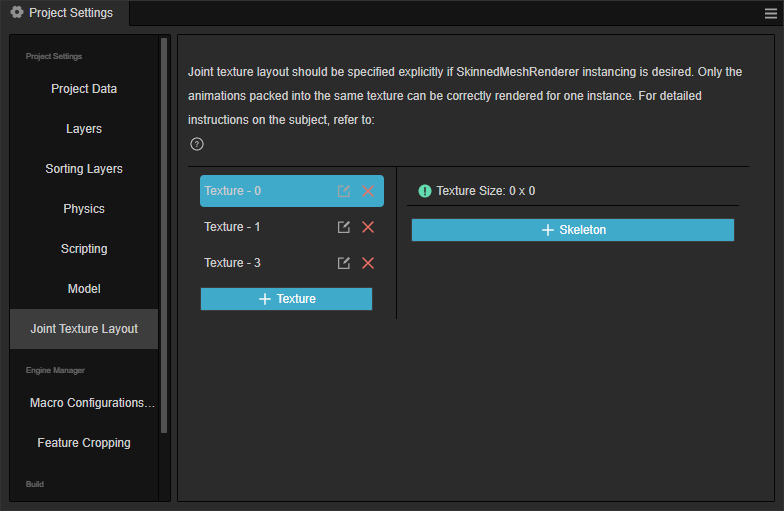 Project Settings
Project Settings
Project Data
Layers
Sorting Layers
Physics
Scripting
Model
Joint Texture Layout
Engine Manager
Macro Configurations...
Feature Cropping
Build
Joint texture layout should be specified explicitly if SkinnedMeshRenderer instancing is desired. Only the
animations packed into the same texture can be correctly rendered for one instance. For detailed
instructions on the subject, refer to:
?
Texture - 0
Texture - 1
Texture - 3
+ Texture
! Texture Size: 0 x 0
+ Skeleton